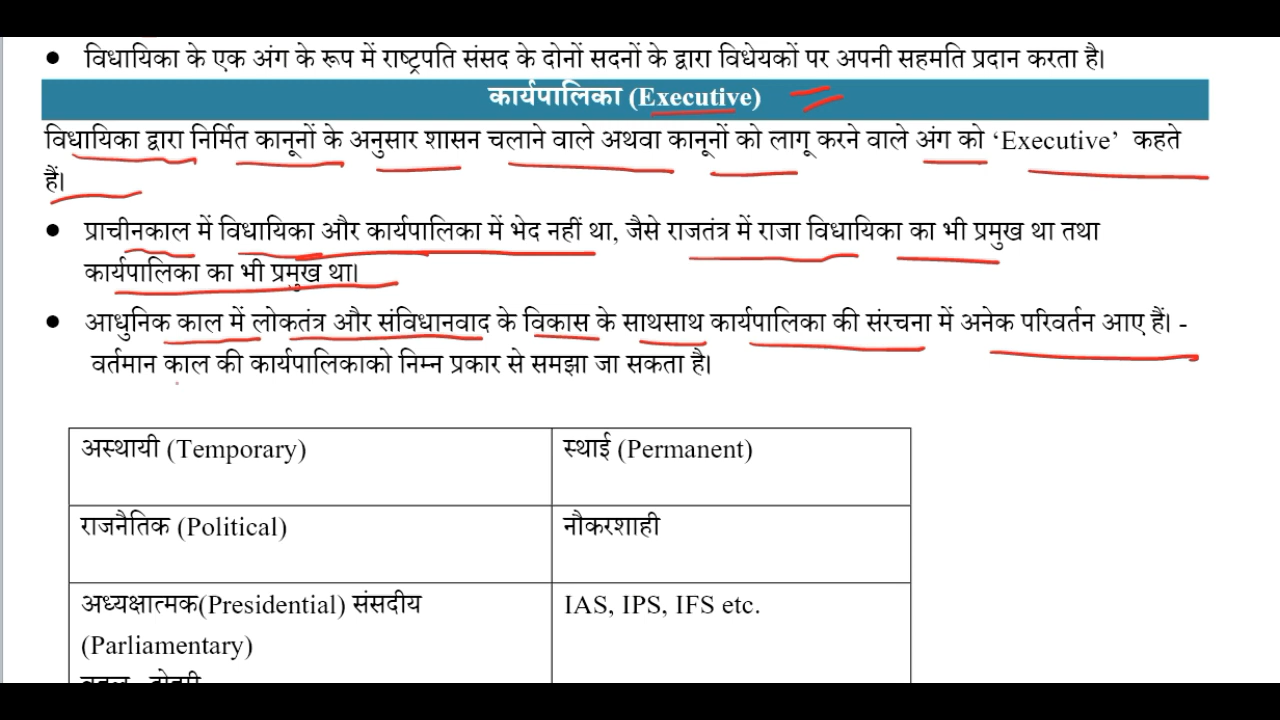 • विधायिका के एक अंग के रूप में राष्ट्रपति संसद के दोनों सदनों के द्वारा विधेयकों पर अपनी सहमति प्रदान करता है।
कार्यपालिका (Executive)
विधायिका द्वारा निर्मित कानूनों के अनुसार शासन चलाने वाले अथवा कानूनों को लागू करने वाले अंग को ‘Executive’ कहते
हैं।
• प्राचीनकाल में विधायिका और कार्यपालिका में भेद नहीं था, जैसे राजतंत्र में राजा विधायिका का भी प्रमुख था तथा
कार्यपालिका का भी प्रमुख था।
• आधुनिक काल में लोकतंत्र और संविधानवाद के विकास के साथसाथ कार्यपालिका की संरचना में अनेक परिवर्तन आए हैं। -
वर्तमान काल की कार्यपालिकाको निम्न प्रकार से समझा जा सकता है।
अस्थायी (Temporary) स्थाई (Permanent)
राजनैतिक (Political) नौकरशाही
अध्यक्षात्मक(Presidential) संसदीय IAS, IPS, IFS etc.
(Parliamentary)